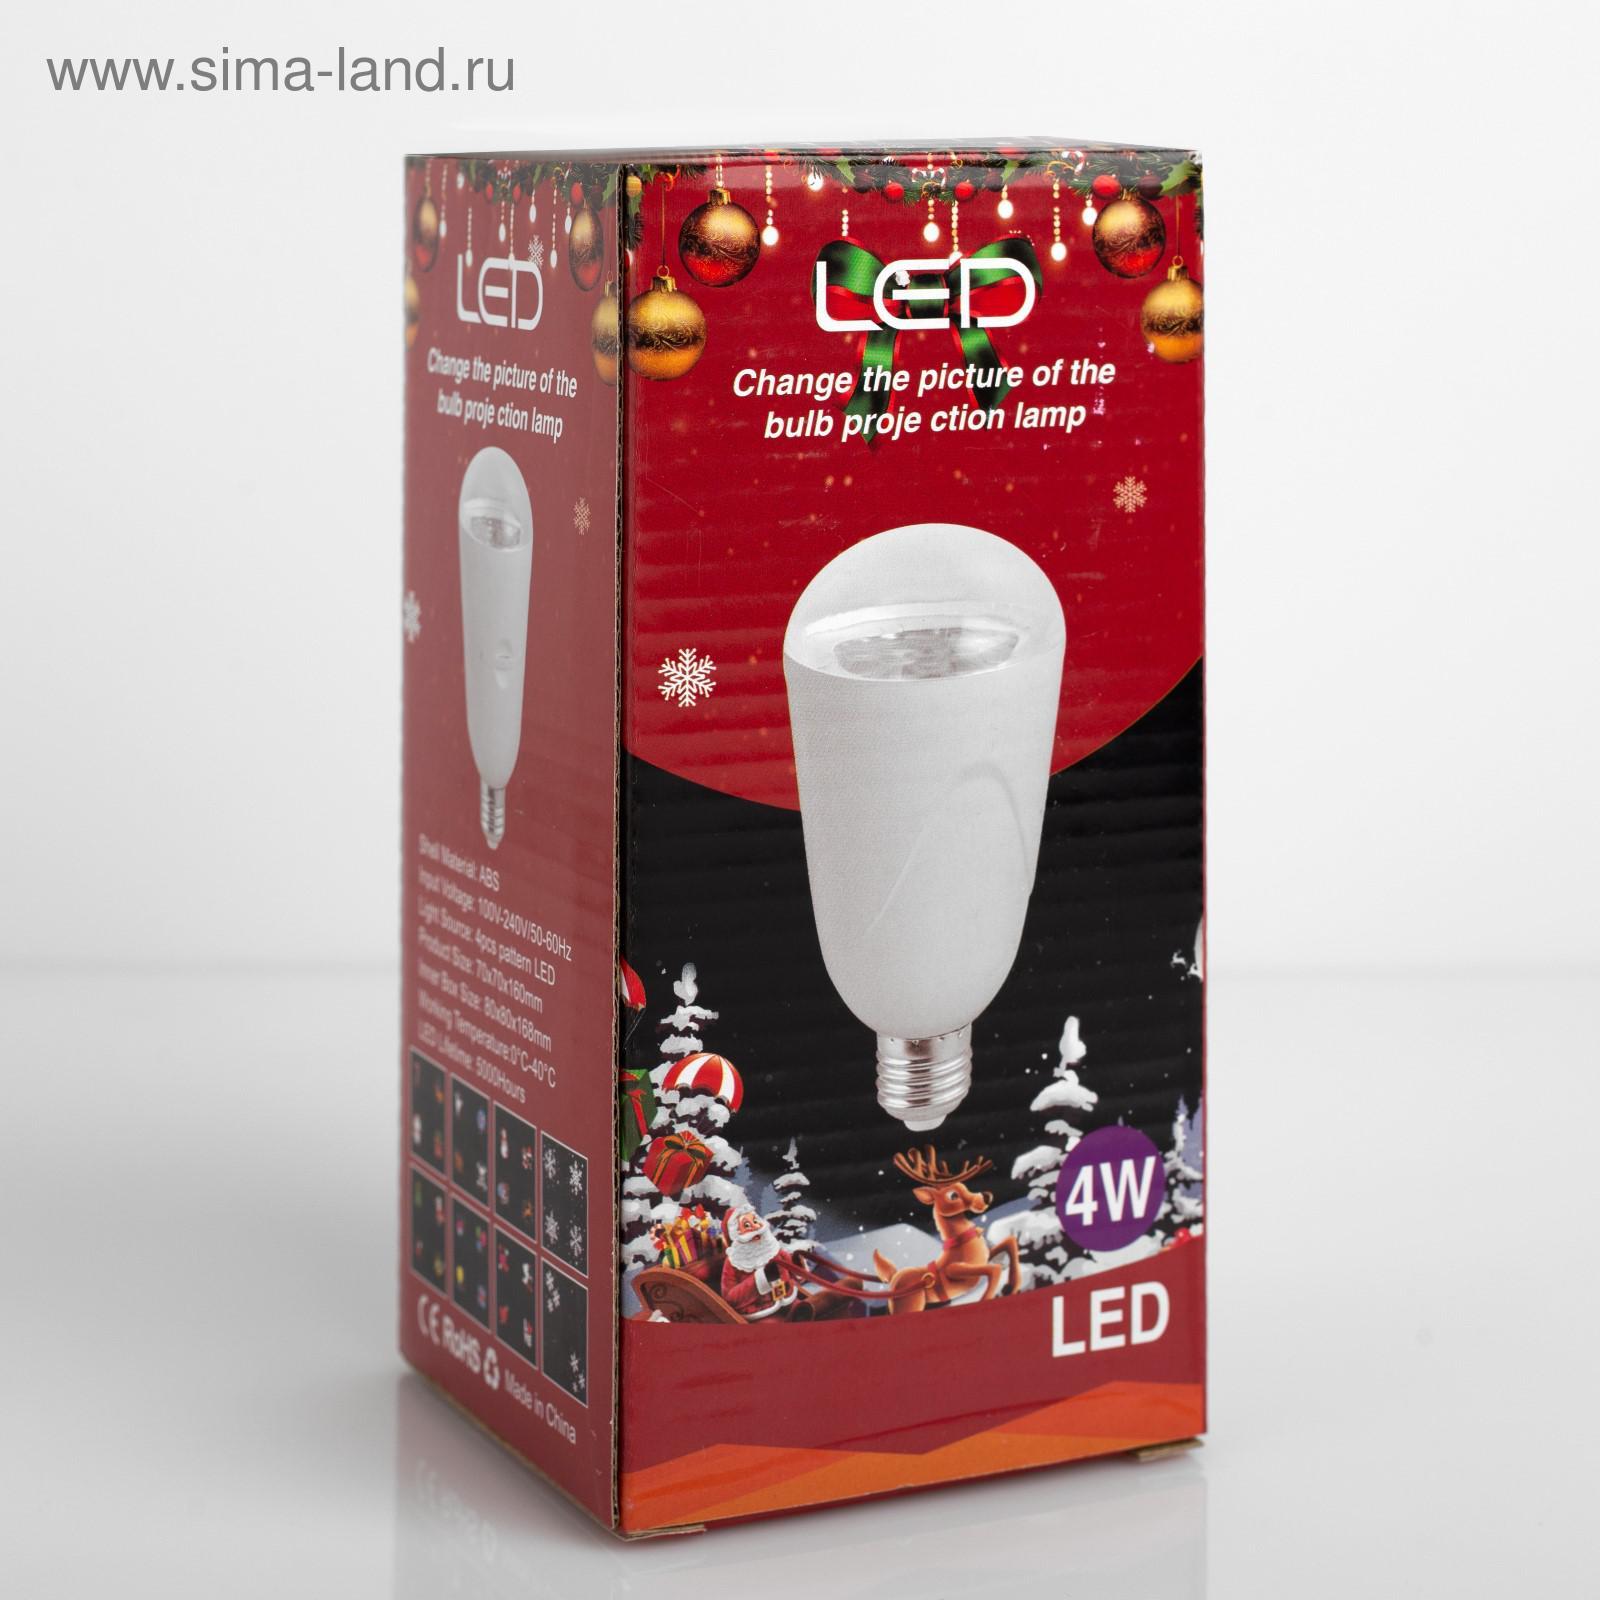 www.sima-land.ru
LED
Change the picture of the
bulb proje ction lamp
Shell Material: ABS
Input Voltage: 100V-240V/50-60Hz
Light Source: 4pcs pattern LED
Product Size: 70x70x160mm
Inner Box Size: 80x80x168mm
Working Temperature:0°C-40°C
LED Lifetime: 5000Hours
CE RoHS
Made in China
LED
Change the picture of the
bulb proje ction lamp
4W
LED